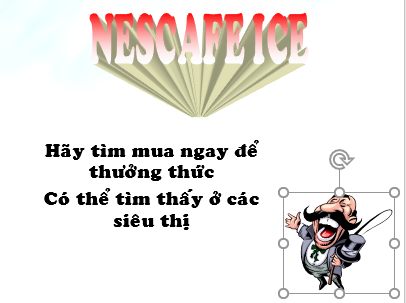 NESCAFE ICE
Hãy tìm mua ngay để
thưởng thức
Có thể tìm thấy ở các
siêu thị